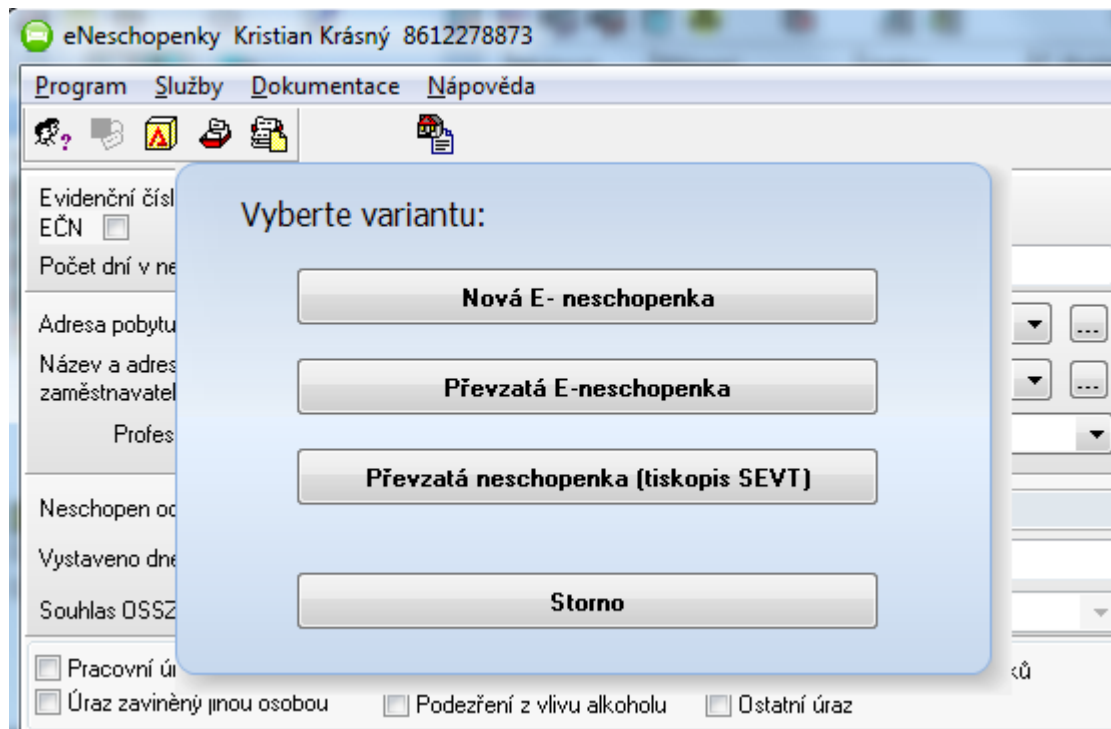 eNeschopenky Kristian Krásný 8612278873
Program Služby Dokumentace Nápověda
Evidenční čísl
EČN
Vyberte variantu:
Počet dní v ne
Nová E- neschopenka
Adresa pobytu
...
Název a adres
zaměstnavatel
Převzatá E-neschopenka
...
Profes
Převzatá neschopenka (tiskopis SEVT)
Neschopen od
Vystaveno dne
Storno
Souhlas OSSZ
Pracovní úr
ků
Úraz zaviněný jinou osobou Podezření z vlivu alkoholu Ostatní úraz